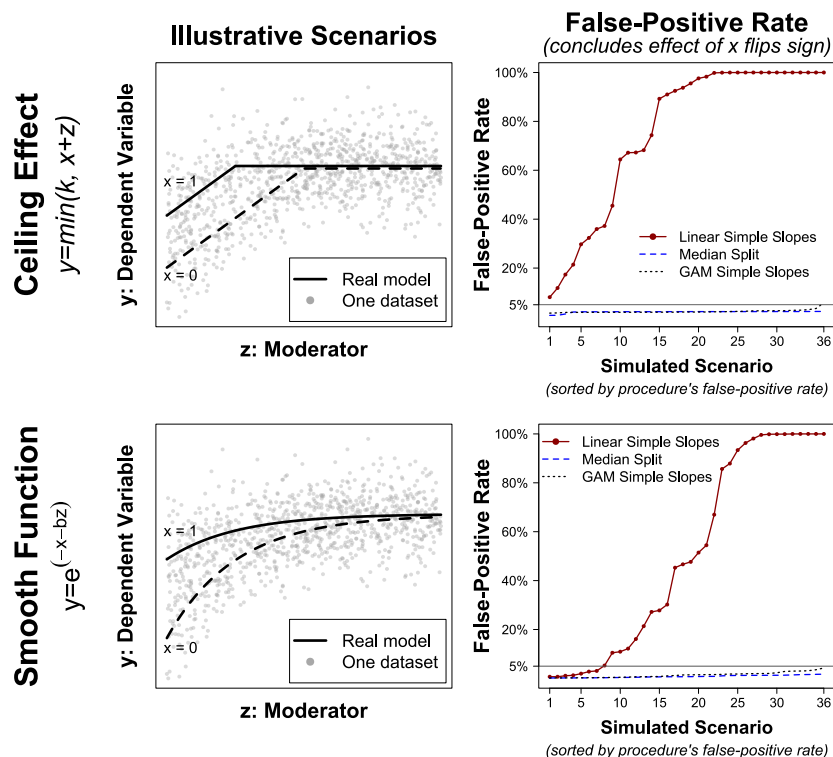 Illustrative Scenarios
False-Positive Rate
(concludes effect of x flips sign)
Ceiling Effect
y=min(k, x+z)
y: Dependent Variable
x = 1
x = 0
Real model
One dataset
z: Moderator
False-Positive Rate
100%
80%
60%
40%
20%
5%
Linear Simple Slopes
Median Split
GAM Simple Slopes
1 5 10 15 20 25 30 36
Simulated Scenario
(sorted by procedure's false-positive rate)
Smooth Function
y=e^(−x−bz)
y: Dependent Variable
x = 1
x = 0
Real model
One dataset
z: Moderator
False-Positive Rate
100%
80%
60%
40%
20%
5%
Linear Simple Slopes
Median Split
GAM Simple Slopes
1 5 10 15 20 25 30 36
Simulated Scenario
(sorted by procedure's false-positive rate)